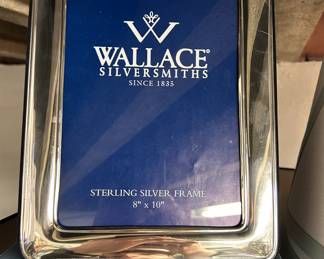 W
WALLACE®
SILVERSMITHS
SINCE 1835
STERLING SILVER FRAME
8" x 10"